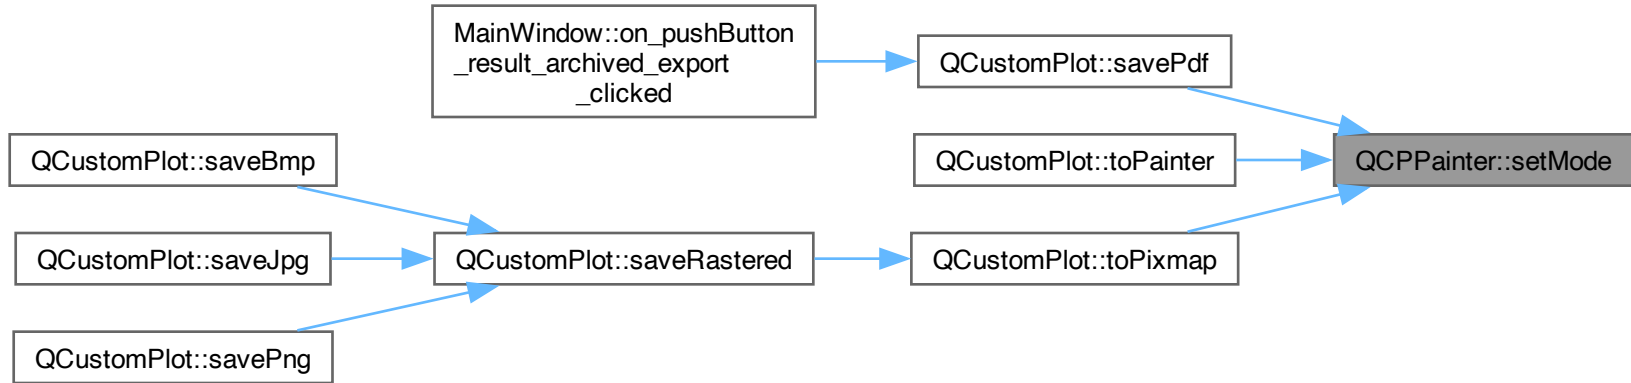 MainWindow::on_pushButton
_result_archived_export
_clicked
QCustomPlot::savePdf
QCustomPlot::saveBmp
QCustomPlot::toPainter
QCPPainter::setMode
QCustomPlot::saveJpg
QCustomPlot::saveRastered
QCustomPlot::toPixmap
QCustomPlot::savePng